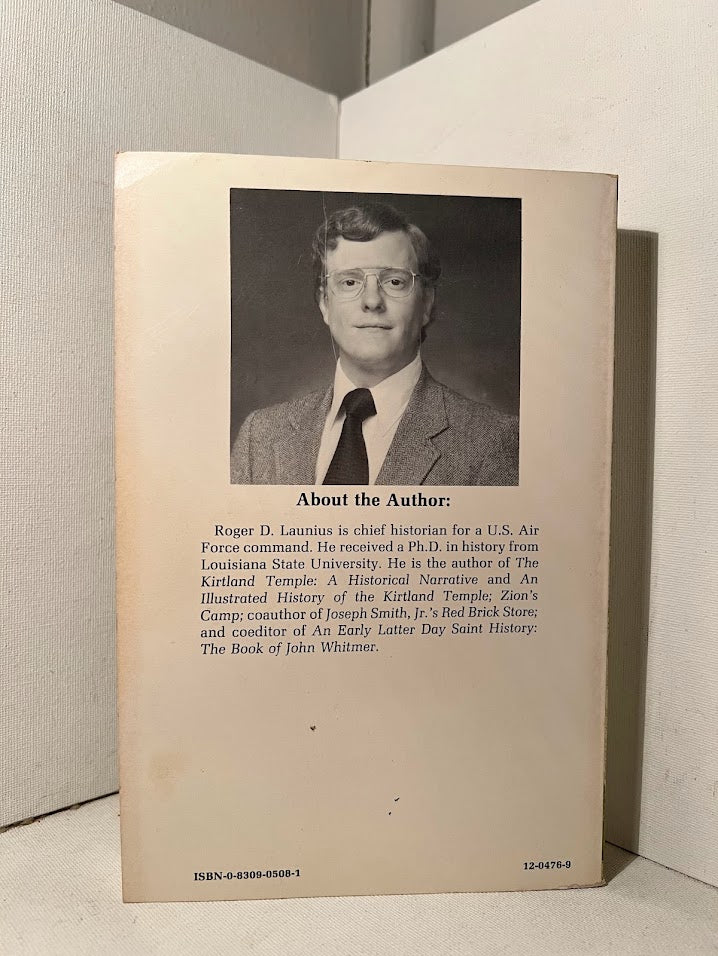 About the Author:
Roger D. Launius is chief historian for a U.S. Air
Force command. He received a Ph.D. in history from
Louisiana State University. He is the author of The
Kirtland Temple: A Historical Narrative and An
Illustrated History of the Kirtland Temple; Zion's
Camp; coauthor of Joseph Smith, Jr.'s Red Brick Store;
and coeditor of An Early Latter Day Saint History:
The Book of John Whitmer.
ISBN-0-8309-0508-1
12-0476-9